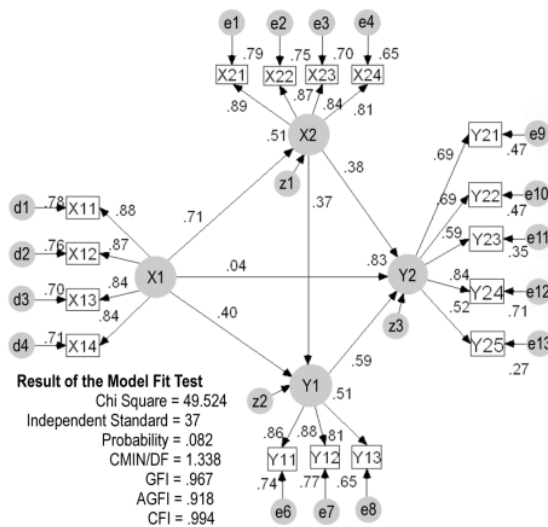 e1 e2 e3 e4
.79 .75 .70 .65
X21 X22 X23 X24
.89 .87 .84 .81
.51 X2
z1
e9
Y21 .47
.69
.38
.37
e10
Y22 .47
.69
e11
Y23 .35
.59
e12
Y24 .71
.84
e13
Y25 .27
.52
d1 .78 X11 .88
d2 .76 X12 .87
d3 .70 X13 .84
d4 .71 X14 .84
X1
.71
.04
.40
.83 Y2
z3
.59
z2
Y1 .51
.86 .88 .81
Y11 Y12 Y13
.74 .77 .65
e6 e7 e8
Result of the Model Fit Test
Chi Square = 49.524
Independent Standard = 37
Probability = .082
CMIN/DF = 1.338
GFI = .967
AGFI = .918
CFI = .994